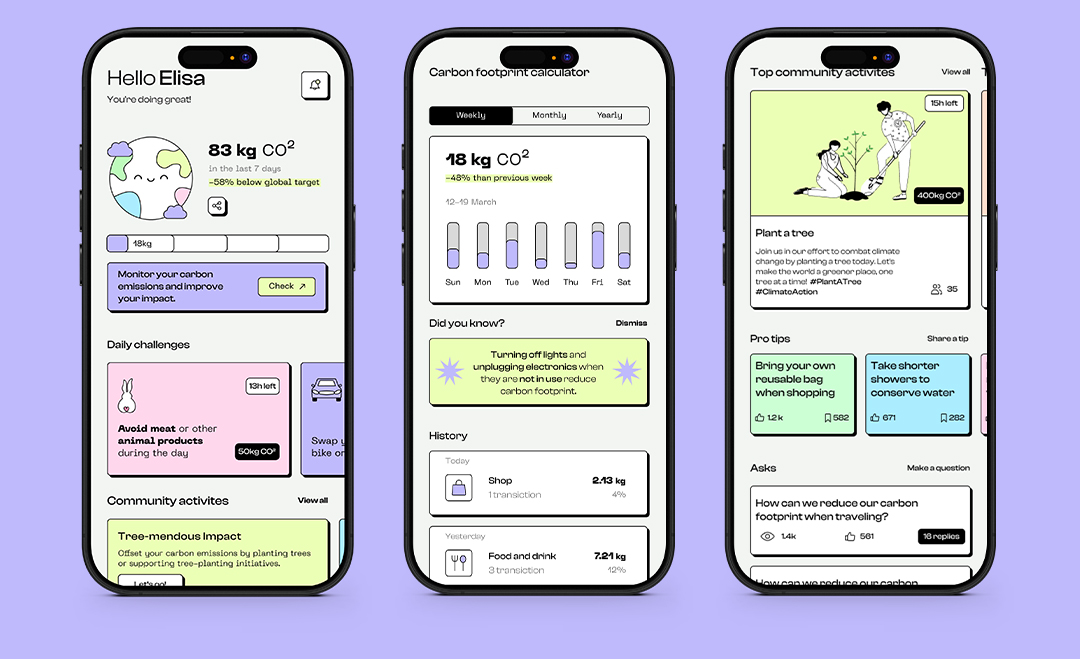 Hello Elisa
You're doing great!
83 kg CO²
in the last 7 days
-58% below global target
18kg
Monitor your carbon
emissions and improve
your impact.
Check
Daily challenges
13h left
Avoid meat or other
animal products
during the day
50kg CO²
Swap y
bike or
Community activites
View all
Tree-mendous Impact
Offset your carbon emissions by planting trees
or supporting tree-planting initiatives.
Let's go!
Carbon footprint calculator
Weekly
Monthly
Yearly
18 kg CO²
-48% than previous week
12-19 March
Sun Mon Tue Wed Thu Fri Sat
Did you know?
Dismiss
Turning off lights and
unplugging electronics when
they are not in use reduce
carbon footprint.
History
Today
Shop
2.13 kg
1 transiction
4%
Yesterday
Food and drink
7.21 kg
3 transiction
12%
Top community activites
View all
15h left
400kg CO²
Plant a tree
Join us in our effort to combat climate
change by planting a tree today. Let's
make the world a greener place, one
tree at a time! #PlantATree
#ClimateAction
35
Pro tips
Share a tip
Bring your own
reusable bag
when shopping
1.2k
582
Take shorter
showers to
conserve water
671
282
Asks
Make a question
How can we reduce our carbon
footprint when traveling?
1.4k
561
16 replies
How can we reduce our carbon